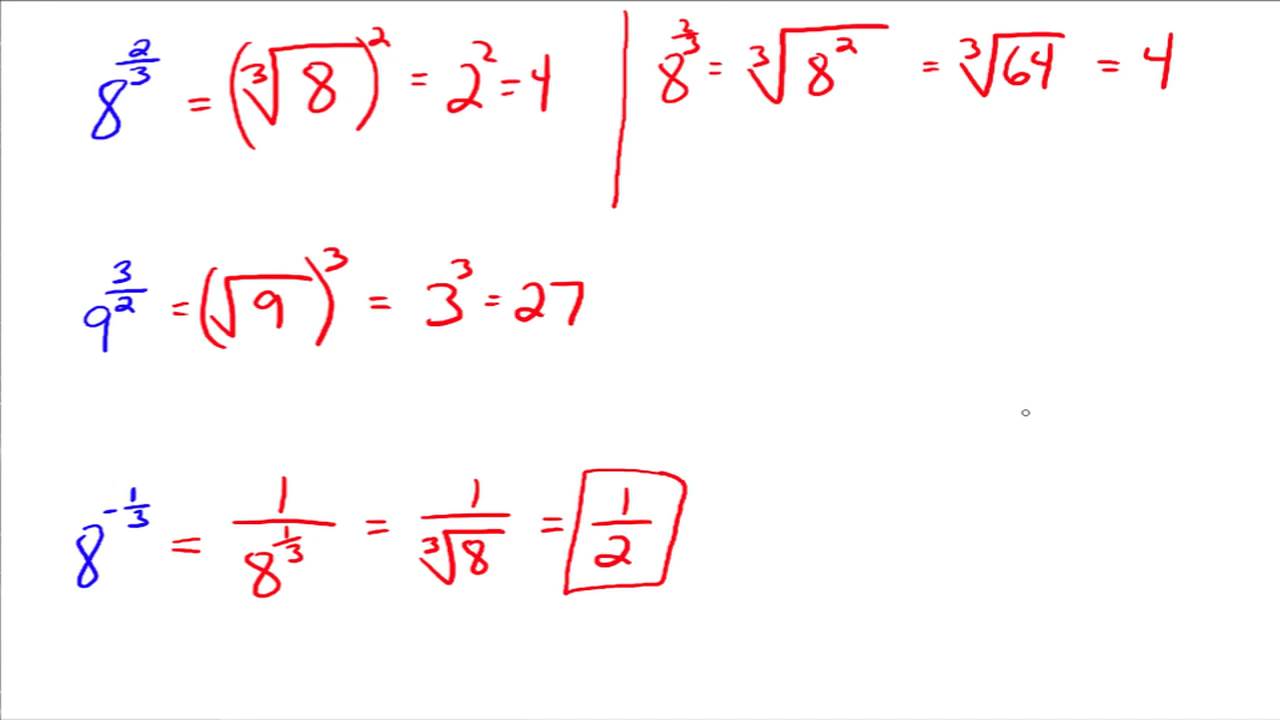 8^{2/3} = (∛8)^2 = 2^2 = 4 | 8^{2/3} = ∛(8^2) = ∛64 = 4
9^{3/2} = (√9)^3 = 3^3 = 27
8^{-1/3} = 1/8^{1/3} = 1/∛8 = 1/2